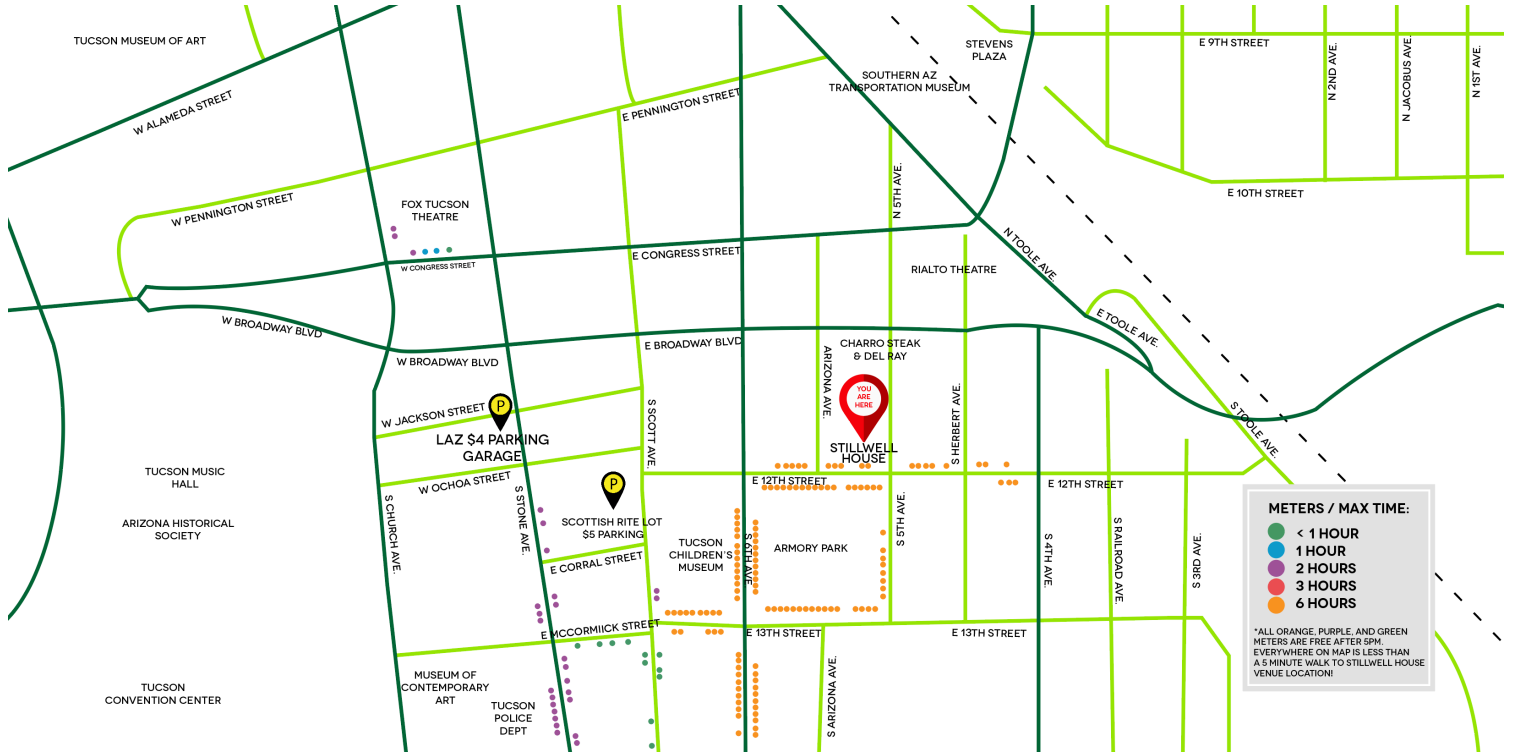 TUCSON MUSEUM OF ART
W ALAMEDA STREET
W PENNINGTON STREET
E PENNINGTON STREET
FOX TUCSON
THEATRE
W CONGRESS STREET
E CONGRESS STREET
W BROADWAY BLVD
W BROADWAY BLVD
E BROADWAY BLVD
STEVENS
PLAZA
SOUTHERN AZ
TRANSPORTATION MUSEUM
E 9TH STREET
N 2ND AVE.
N JACOBUS AVE.
N 1ST AVE.
E 10TH STREET
N 5TH AVE.
N TOOLE AVE.
RIALTO THEATRE
E TOOLE AVE.
S TOOLE AVE.
CHARRO STEAK
& DEL RAY
ARIZONA AVE.
YOU
ARE
HERE
STILLWELL
HOUSE
S HERBERT AVE.
W JACKSON STREET
P
LAZ $4 PARKING
GARAGE
S SCOTT AVE.
W OCHOA STREET
P
SCOTTISH RITE LOT
$5 PARKING
E 12TH STREET
E 12TH STREET
TUCSON MUSIC
HALL
ARIZONA HISTORICAL
SOCIETY
S CHURCH AVE.
S STONE AVE.
E CORRAL STREET
TUCSON
CHILDREN'S
MUSEUM
S 6TH AVE
ARMORY PARK
S 5TH AVE.
S 4TH AVE.
S RAILROAD AVE.
S 3RD AVE.
E MCCORMIICK STREET
E 13TH STREET
E 13TH STREET
MUSEUM OF
CONTEMPORARY
ART
TUCSON
CONVENTION CENTER
TUCSON
POLICE
DEPT
S ARIZONA AVE.
METERS / MAX TIME:
< 1 HOUR
1 HOUR
2 HOURS
3 HOURS
6 HOURS
*ALL ORANGE, PURPLE, AND GREEN
METERS ARE FREE AFTER 5PM.
EVERYWHERE ON MAP IS LESS THAN
A 5 MINUTE WALK TO STILLWELL HOUSE
VENUE LOCATION!